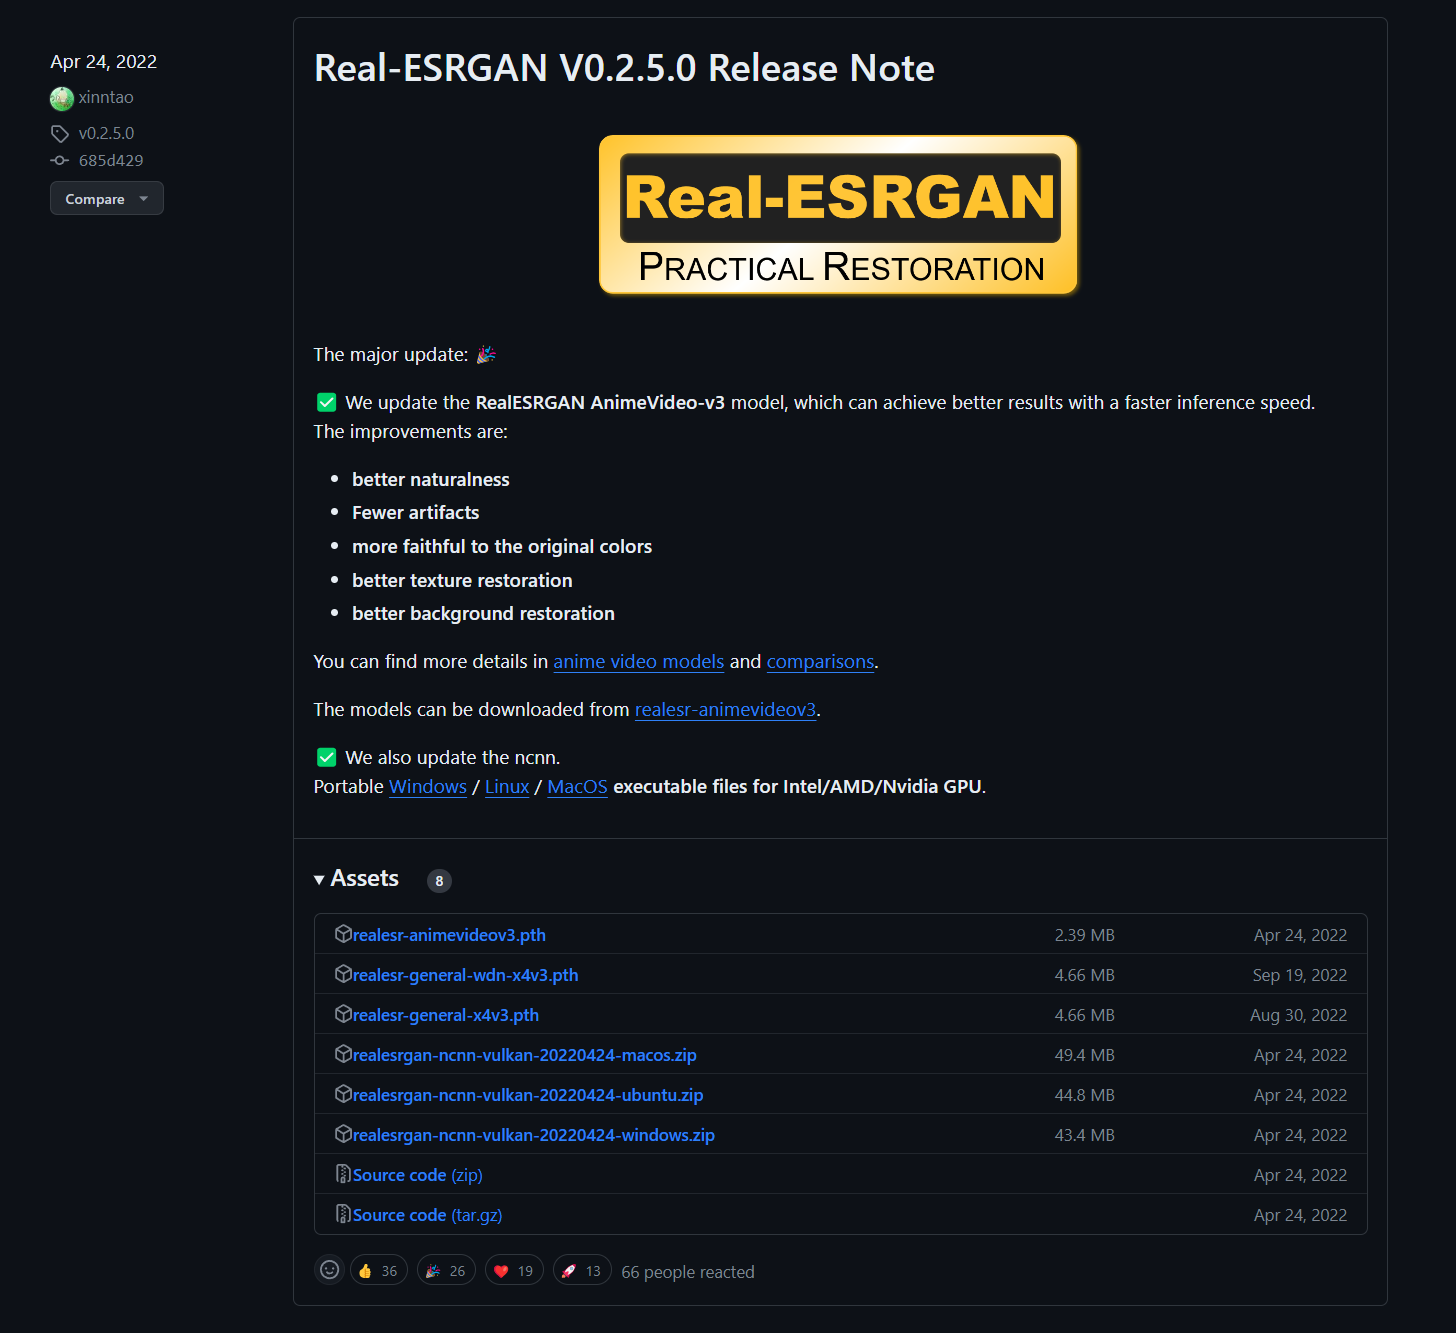 Apr 24, 2022
xinntao
v0.2.5.0
685d429
Compare
Real-ESRGAN V0.2.5.0 Release Note
Real-ESRGAN
PRACTICAL RESTORATION
The major update: 🎉
✅ We update the RealESRGAN AnimeVideo-v3 model, which can achieve better results with a faster inference speed.
The improvements are:
• better naturalness
• Fewer artifacts
• more faithful to the original colors
• better texture restoration
• better background restoration
You can find more details in anime video models and comparisons.
The models can be downloaded from realesr-animevideov3.
✅ We also update the ncnn.
Portable Windows / Linux / MacOS executable files for Intel/AMD/Nvidia GPU.
Assets 8
realesr-animevideov3.pth 2.39 MB Apr 24, 2022
realesr-general-wdn-x4v3.pth 4.66 MB Sep 19, 2022
realesr-general-x4v3.pth 4.66 MB Aug 30, 2022
realesrgan-ncnn-vulkan-20220424-macos.zip 49.4 MB Apr 24, 2022
realesrgan-ncnn-vulkan-20220424-ubuntu.zip 44.8 MB Apr 24, 2022
realesrgan-ncnn-vulkan-20220424-windows.zip 43.4 MB Apr 24, 2022
Source code (zip) Apr 24, 2022
Source code (tar.gz) Apr 24, 2022
👍 36 🎉 26 ❤️ 19 🚀 13 66 people reacted